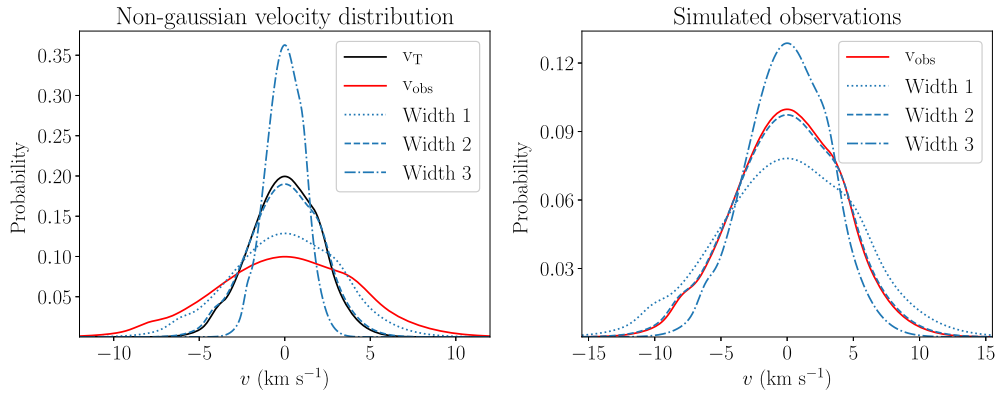 Non-gaussian velocity distribution
0.35
0.30
0.25
0.20
0.15
0.10
0.05
Probability
v_T
v_obs
Width 1
Width 2
Width 3
−10
−5
0
5
10
v (km s⁻¹)
Simulated observations
0.12
0.09
0.06
0.03
Probability
v_obs
Width 1
Width 2
Width 3
−15
−10
−5
0
5
10
15
v (km s⁻¹)